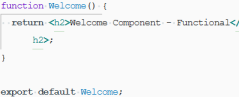 function Welcome() {
return <h2>Welcome Component - Functional</
h2>;
}
export default Welcome;